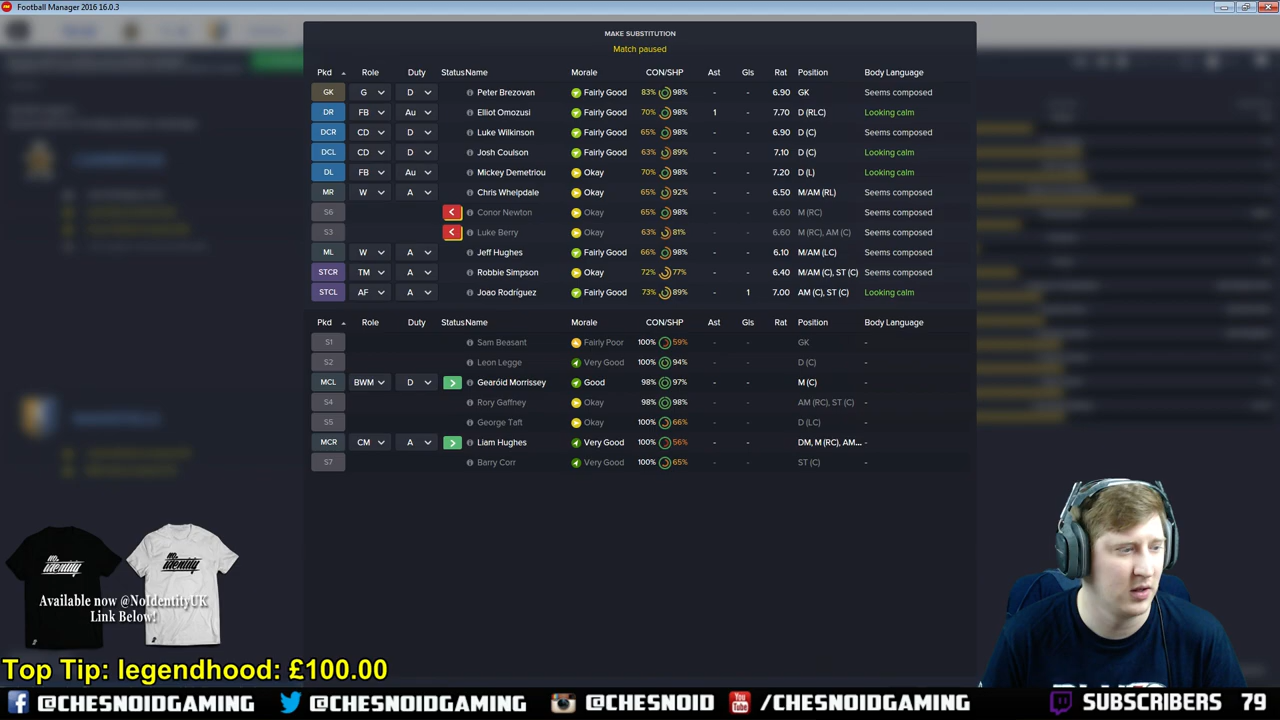 Football Manager 2016 16.0.3
MAKE SUBSTITUTION
Match paused
Pkd Role Duty Status Name Morale CON/SHP Ast Gls Rat Position Body Language
GK G D Peter Brezovan Fairly Good 83% 98% - - 6.90 GK Seems composed
DR FB Au Elliot Omozusi Fairly Good 70% 98% 1 - 7.70 D (RLC) Looking calm
DCR CD D Luke Wilkinson Fairly Good 65% 98% - - 6.90 D (C) Seems composed
DCL CD D Josh Coulson Fairly Good 63% 89% - - 7.10 D (C) Looking calm
DL FB Au Mickey Demetriou Okay 70% 98% - - 7.20 D (L) Looking calm
MR W A Chris Whelpdale Okay 65% 92% - - 6.50 M/AM (RL) Seems composed
S6 < Conor Newton Okay 65% 98% - - 6.60 M (RC) Seems composed
S3 < Luke Berry Okay 63% 81% - - 6.60 M (RC), AM (C) Seems composed
ML W A Jeff Hughes Fairly Good 66% 98% - - 6.10 M/AM (LC) Seems composed
STCR TM A Robbie Simpson Okay 72% 77% - - 6.40 M/AM (C), ST (C) Seems composed
STCL AF A Joao Rodríguez Fairly Good 73% 89% - 1 7.00 AM (C), ST (C) Looking calm
Pkd Role Duty Status Name Morale CON/SHP Ast Gls Rat Position Body Language
S1 Sam Beasant Fairly Poor 100% 59% - - GK -
S2 Leon Legge Very Good 100% 94% - - D (C) -
MCL BWM D > Gearóid Morrissey Good 98% 97% - - M (C) -
S4 Rory Gaffney Okay 98% 98% - - AM (RC), ST (C) -
S5 George Taft Okay 100% 66% - - D (LC) -
MCR CM A > Liam Hughes Very Good 100% 56% - - DM, M (RC), AM... -
S7 Barry Corr Very Good 100% 65% - - ST (C) -
no. identity no. identity
Available now @NoIdentityUK
Link Below!
Top Tip: legendhood: £100.00
@CHESNOIDGAMING @CHESNOIDGAMING @CHESNOID You Tube /CHESNOIDGAMING SUBSCRIBERS 79